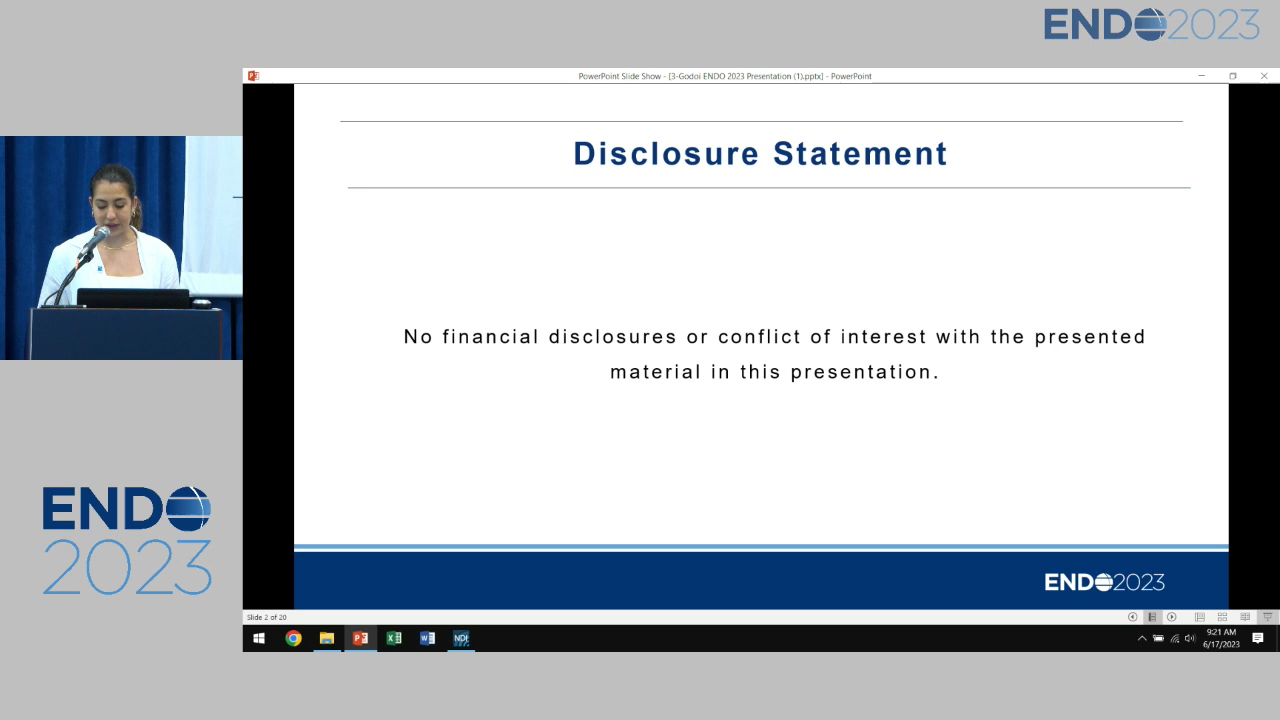 ENDO2023
PowerPoint Slide Show - [3-Godoi ENDO 2023 Presentation (1).pptx] - PowerPoint
Disclosure Statement
No financial disclosures or conflict of interest with the presented
material in this presentation.
ENDO
2023
ENDO2023
Slide 2 of 20
9:21 AM
6/17/2023